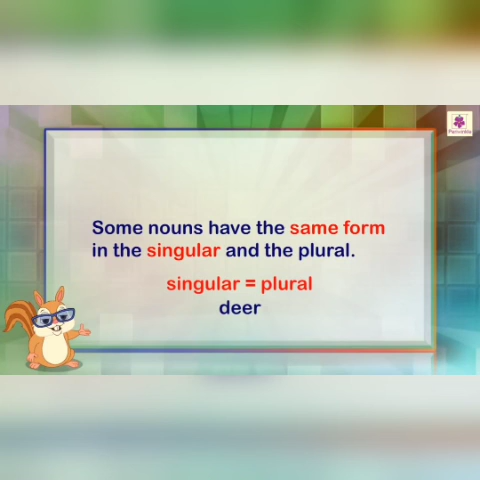 Some nouns have the same form
in the singular and the plural.
singular = plural
deer